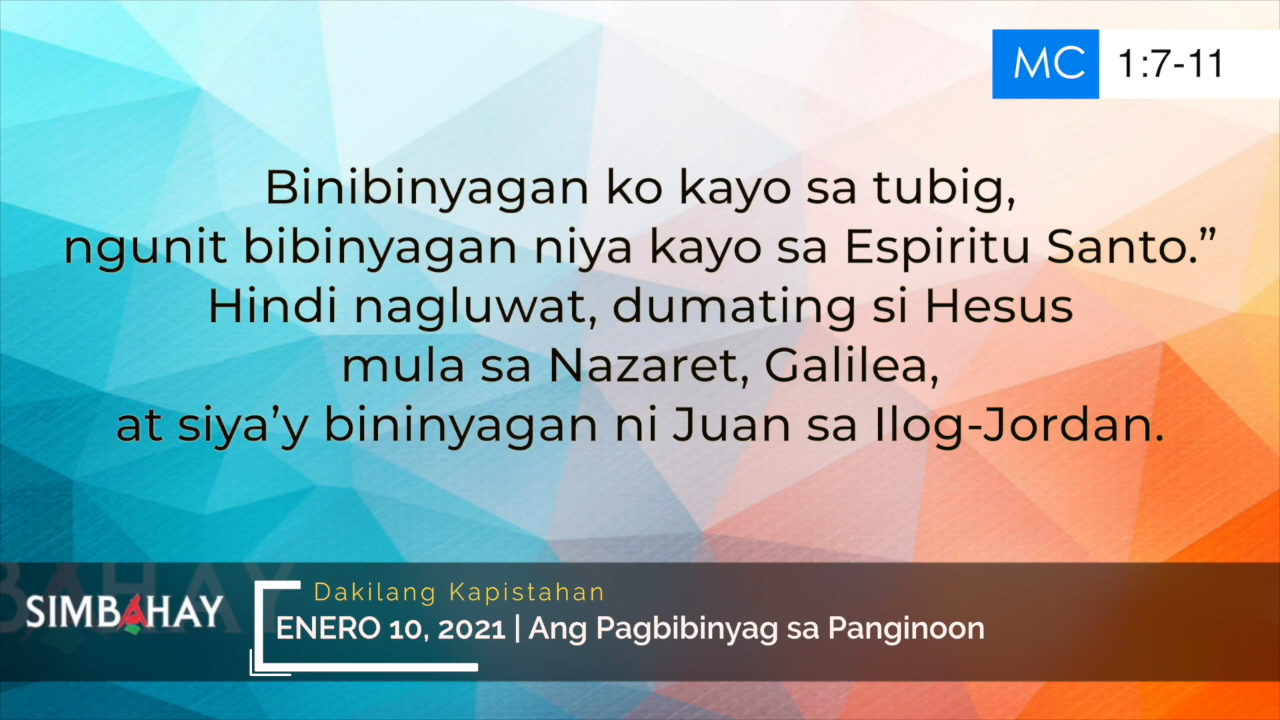 MC 1:7-11
Binibinyagan ko kayo sa tubig,
ngunit bibinyagan niya kayo sa Espiritu Santo.”
Hindi nagluwat, dumating si Hesus
mula sa Nazaret, Galilea,
at siya’y bininyagan ni Juan sa Ilog-Jordan.
SIMBAHAY
Dakilang Kapistahan
ENERO 10, 2021 | Ang Pagbibinyag sa Panginoon